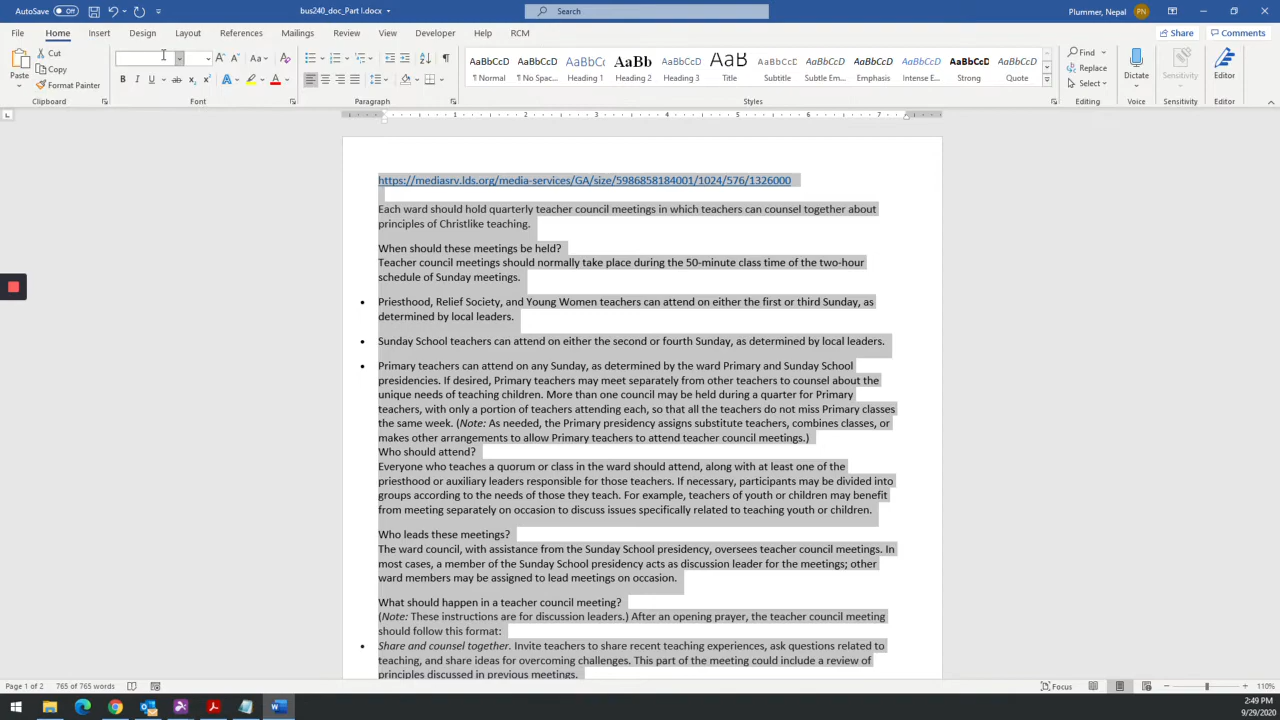 AutoSave Off bus240_doc_Part I.docx Search Plummer, Nepal PN
File Home Insert Design Layout References Mailings Review View Developer Help RCM Share Comments
Cut
Copy
Format Painter
Paste
Clipboard
Aa
B I U ab x₂ x² A A
Font
Paragraph
AaBbCcDc AaBbCcDc AaBbCc AaBb AaBbCcD AaB AaBbCcD AaBbCcDc AaBbCcDc AaBbCcDc AaBbCcDc AaBbCcDc
¶ Normal ¶ No Spac... Heading 1 Heading 2 Heading 3 Title Subtitle Subtle Em... Emphasis Intense E... Strong Quote
Styles
Find
Replace
Select
Editing
Dictate
Voice
Sensitivity
Sensitivity
Editor
Editor
1 2 3 4 5 6 7
https://mediasrv.lds.org/media-services/GA/size/5986858184001/1024/576/1326000
Each ward should hold quarterly teacher council meetings in which teachers can counsel together about
principles of Christlike teaching.
When should these meetings be held?
Teacher council meetings should normally take place during the 50-minute class time of the two-hour
schedule of Sunday meetings.
• Priesthood, Relief Society, and Young Women teachers can attend on either the first or third Sunday, as
determined by local leaders.
• Sunday School teachers can attend on either the second or fourth Sunday, as determined by local leaders.
• Primary teachers can attend on any Sunday, as determined by the ward Primary and Sunday School
presidencies. If desired, Primary teachers may meet separately from other teachers to counsel about the
unique needs of teaching children. More than one council may be held during a quarter for Primary
teachers, with only a portion of teachers attending each, so that all the teachers do not miss Primary classes
the same week. (Note: As needed, the Primary presidency assigns substitute teachers, combines classes, or
makes other arrangements to allow Primary teachers to attend teacher council meetings.)
Who should attend?
Everyone who teaches a quorum or class in the ward should attend, along with at least one of the
priesthood or auxiliary leaders responsible for those teachers. If necessary, participants may be divided into
groups according to the needs of those they teach. For example, teachers of youth or children may benefit
from meeting separately on occasion to discuss issues specifically related to teaching youth or children.
Who leads these meetings?
The ward council, with assistance from the Sunday School presidency, oversees teacher council meetings. In
most cases, a member of the Sunday School presidency acts as discussion leader for the meetings; other
ward members may be assigned to lead meetings on occasion.
What should happen in a teacher council meeting?
(Note: These instructions are for discussion leaders.) After an opening prayer, the teacher council meeting
should follow this format:
• Share and counsel together. Invite teachers to share recent teaching experiences, ask questions related to
teaching, and share ideas for overcoming challenges. This part of the meeting could include a review of
principles discussed in previous meetings.
Page 1 of 2 765 of 765 words Focus 110%
2:49 PM
9/29/2020